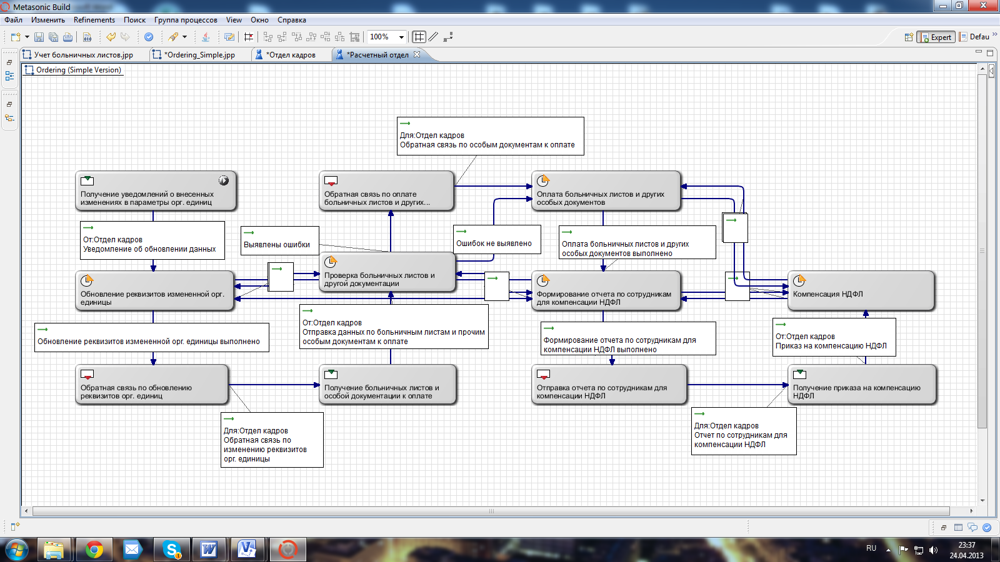 Metasonic Build
Файл Изменить Refinements Поиск Группа процессов View Окно Справка
100%
Expert
Defau
Учет больничных листов.jpp
*Ordering_Simple.jpp
*Отдел кадров
*Расчетный отдел
Ordering (Simple Version)
Для:Отдел кадров
Обратная связь по особым документам к оплате
Получение уведомлений о внесенных
изменениях в параметры орг. единиц
Обратная связь по оплате
больничных листов и других...
Оплата больничных листов и других
особых документов
От:Отдел кадров
Уведомление об обновлении данных
Выявлены ошибки
Ошибок не выявлено
Оплата больничных листов и других
особых документов выполнено
Обновление реквизитов измененной орг.
единицы
Проверка больничных листов и
другой документации
Формирование отчета по сотрудникам
для компенсации НДФЛ
Компенсация НДФЛ
Обновление реквизитов измененной орг. единицы выполнено
От:Отдел кадров
Отправка данных по больничным листам и прочим
особым документам к оплате
Формирование отчета по сотрудникам для
компенсации НДФЛ выполнено
От:Отдел кадров
Приказ на компенсацию НДФЛ
Обратная связь по обновлению
реквизитов орг. единиц
Получение больничных листов и
особой документации к оплате
Отправка отчета по сотрудникам для
компенсации НДФЛ
Получение приказа на компенсацию
НДФЛ
Для:Отдел кадров
Обратная связь по
изменению реквизитов
орг. единицы
Для:Отдел кадров
Отчет по сотрудникам для
компенсации НДФЛ
RU
23:37
24.04.2013